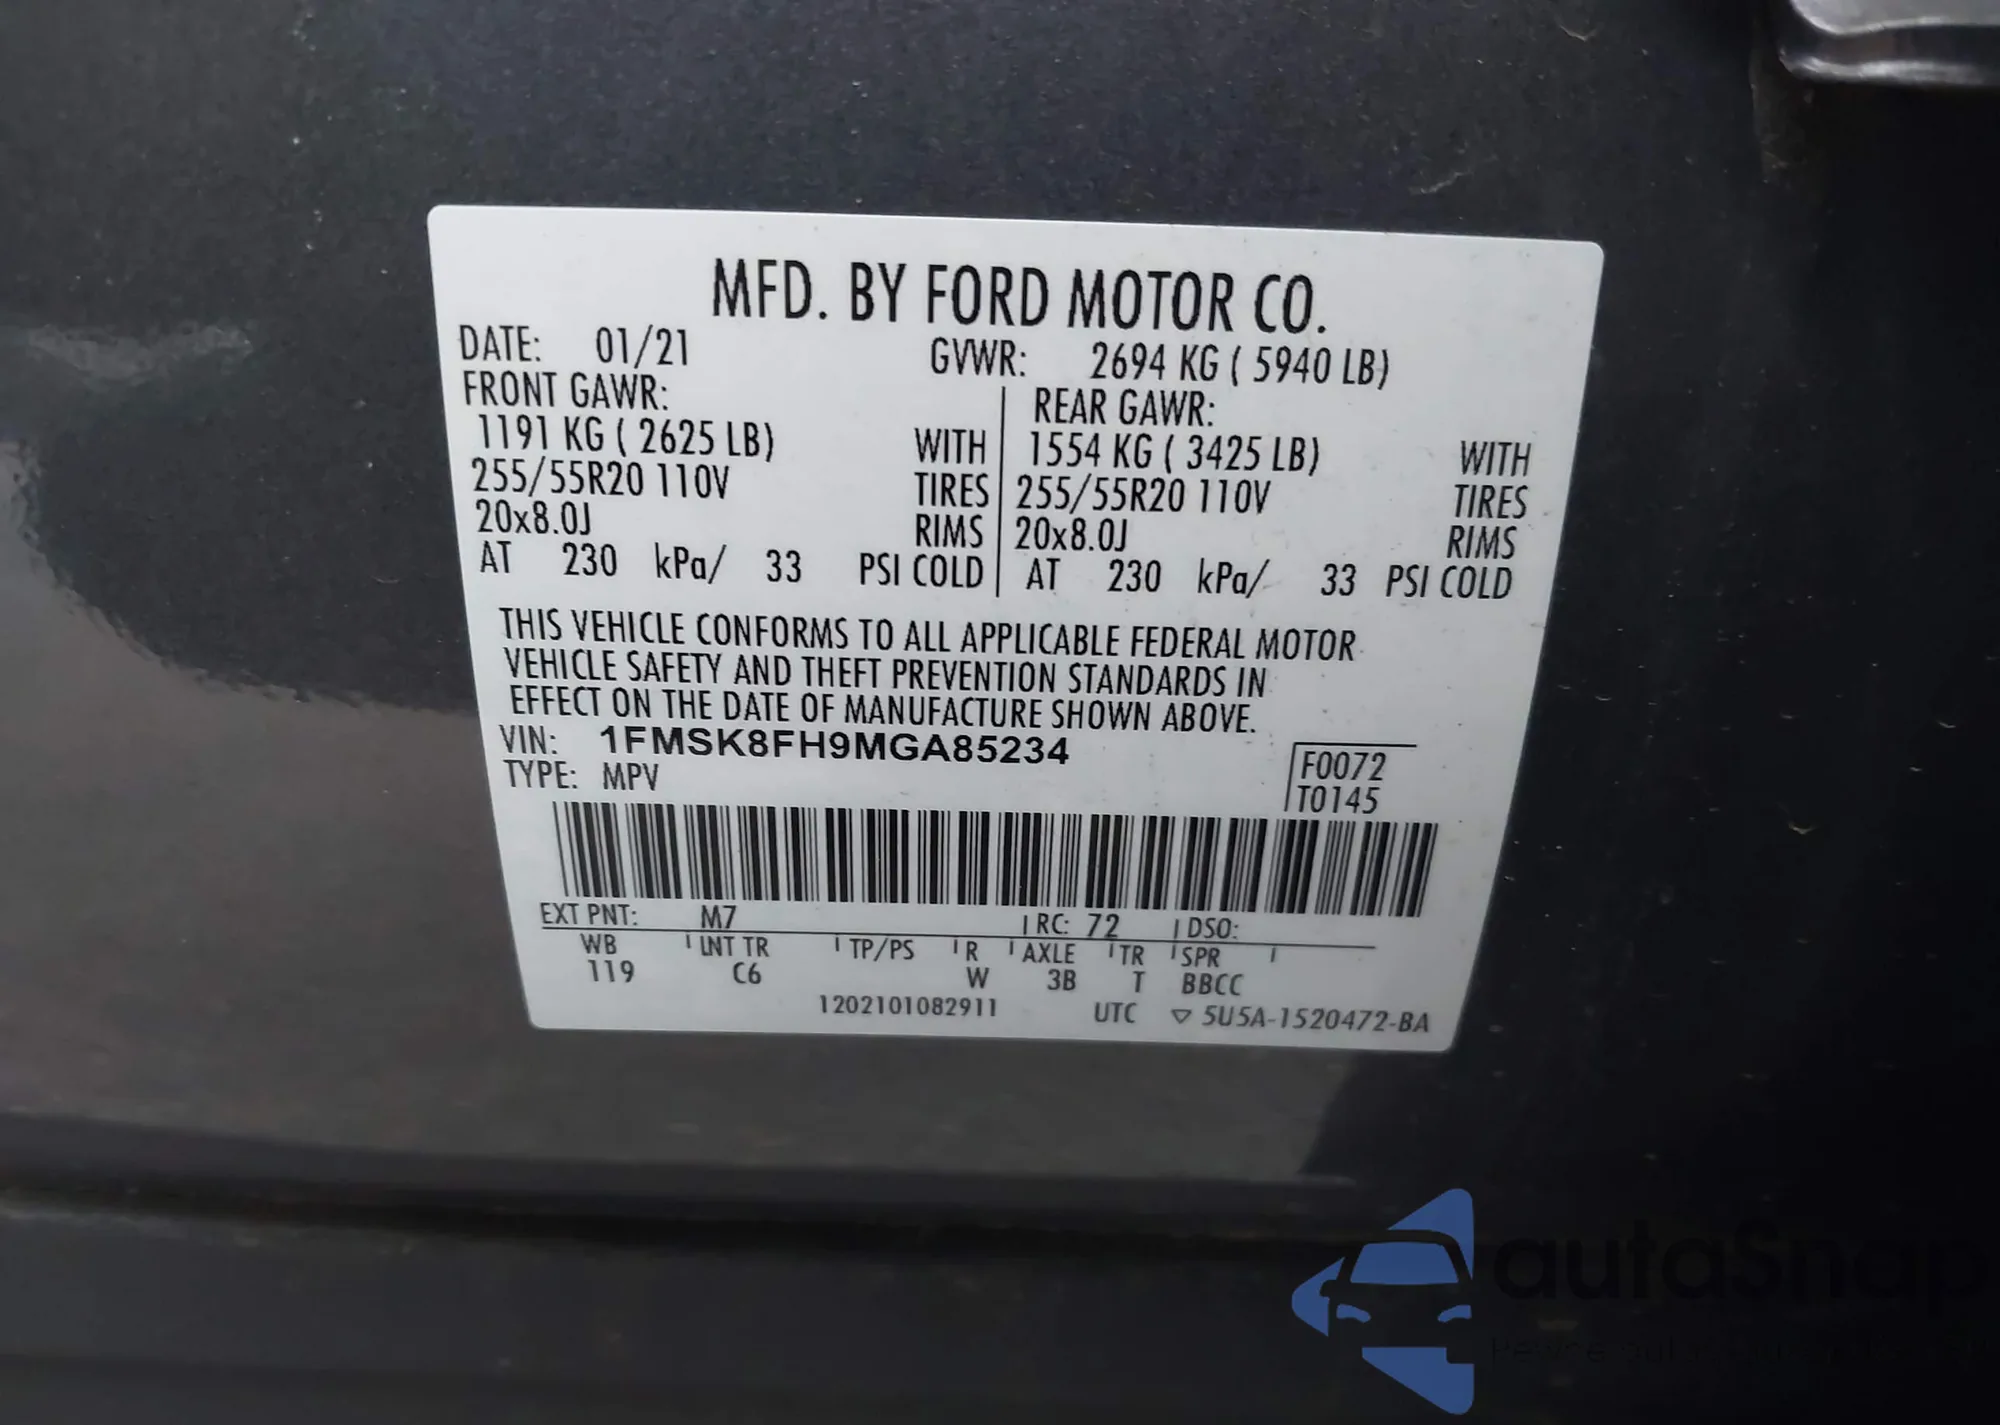 MFD. BY FORD MOTOR CO.
DATE: 01/21 GVWR: 2694 KG ( 5940 LB)
FRONT GAWR: REAR GAWR:
1191 KG ( 2625 LB) WITH 1554 KG ( 3425 LB) WITH
255/55R20 110V TIRES 255/55R20 110V TIRES
20x8.0J RIMS 20x8.0J RIMS
AT 230 kPa/ 33 PSI COLD AT 230 kPa/ 33 PSI COLD
THIS VEHICLE CONFORMS TO ALL APPLICABLE FEDERAL MOTOR
VEHICLE SAFETY AND THEFT PREVENTION STANDARDS IN
EFFECT ON THE DATE OF MANUFACTURE SHOWN ABOVE.
VIN: 1FMSK8FH9MGA85234
TYPE: MPV
F0072
T0145
EXT PNT: M7 RC: 72 DSO:
WB INT TR TP/PS R AXLE TR SPR
119 C6 W 3B T BBCC
1202101082911 UTC ▽ 5U5A-1520472-BA
autaSnap